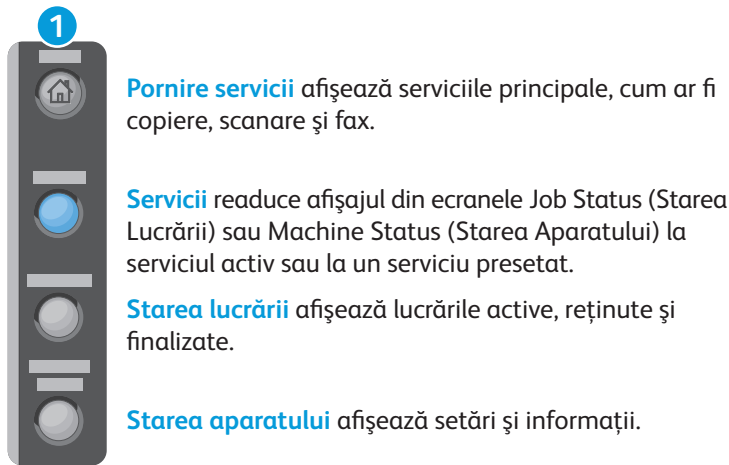 1
Pornire servicii afişează serviciile principale, cum ar fi
copiere, scanare şi fax.
Servicii readuce afişajul din ecranele Job Status (Starea
Lucrării) sau Machine Status (Starea Aparatului) la
serviciul activ sau la un serviciu presetat.
Starea lucrării afişează lucrările active, reţinute şi
finalizate.
Starea aparatului afişează setări şi informaţii.